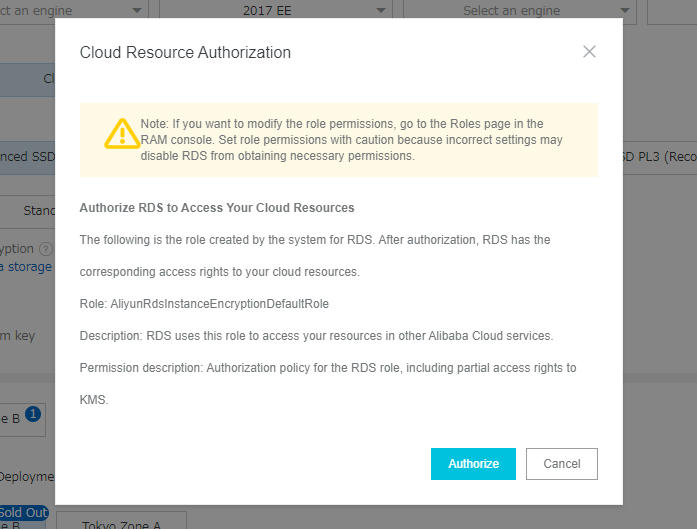 ct an engine
2017 EE
Select an engine
Cloud Resource Authorization
Cl
Note: If you want to modify the role permissions, go to the Roles page in the
RAM console. Set role permissions with caution because incorrect settings may
disable RDS from obtaining necessary permissions.
nced SSD
SD PL3 (Reco
Authorize RDS to Access Your Cloud Resources
Stand
The following is the role created by the system for RDS. After authorization, RDS has the
yption ?
a storage
corresponding access rights to your cloud resources.
Role: AliyunRdsInstanceEncryptionDefaultRole
m key
Description: RDS uses this role to access your resources in other Alibaba Cloud services.
Permission description: Authorization policy for the RDS role, including partial access rights to
KMS.
e B 1
Authorize
Cancel
Deployme
Sold Out
e B
Tokyo Zone A